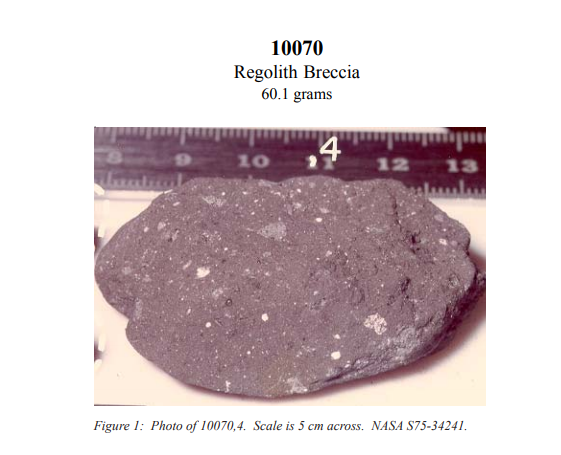 10070
Regolith Breccia
60.1 grams
,4
8 9 10 11 12 13
Figure 1:  Photo of 10070,4.  Scale is 5 cm across.  NASA S75-34241.